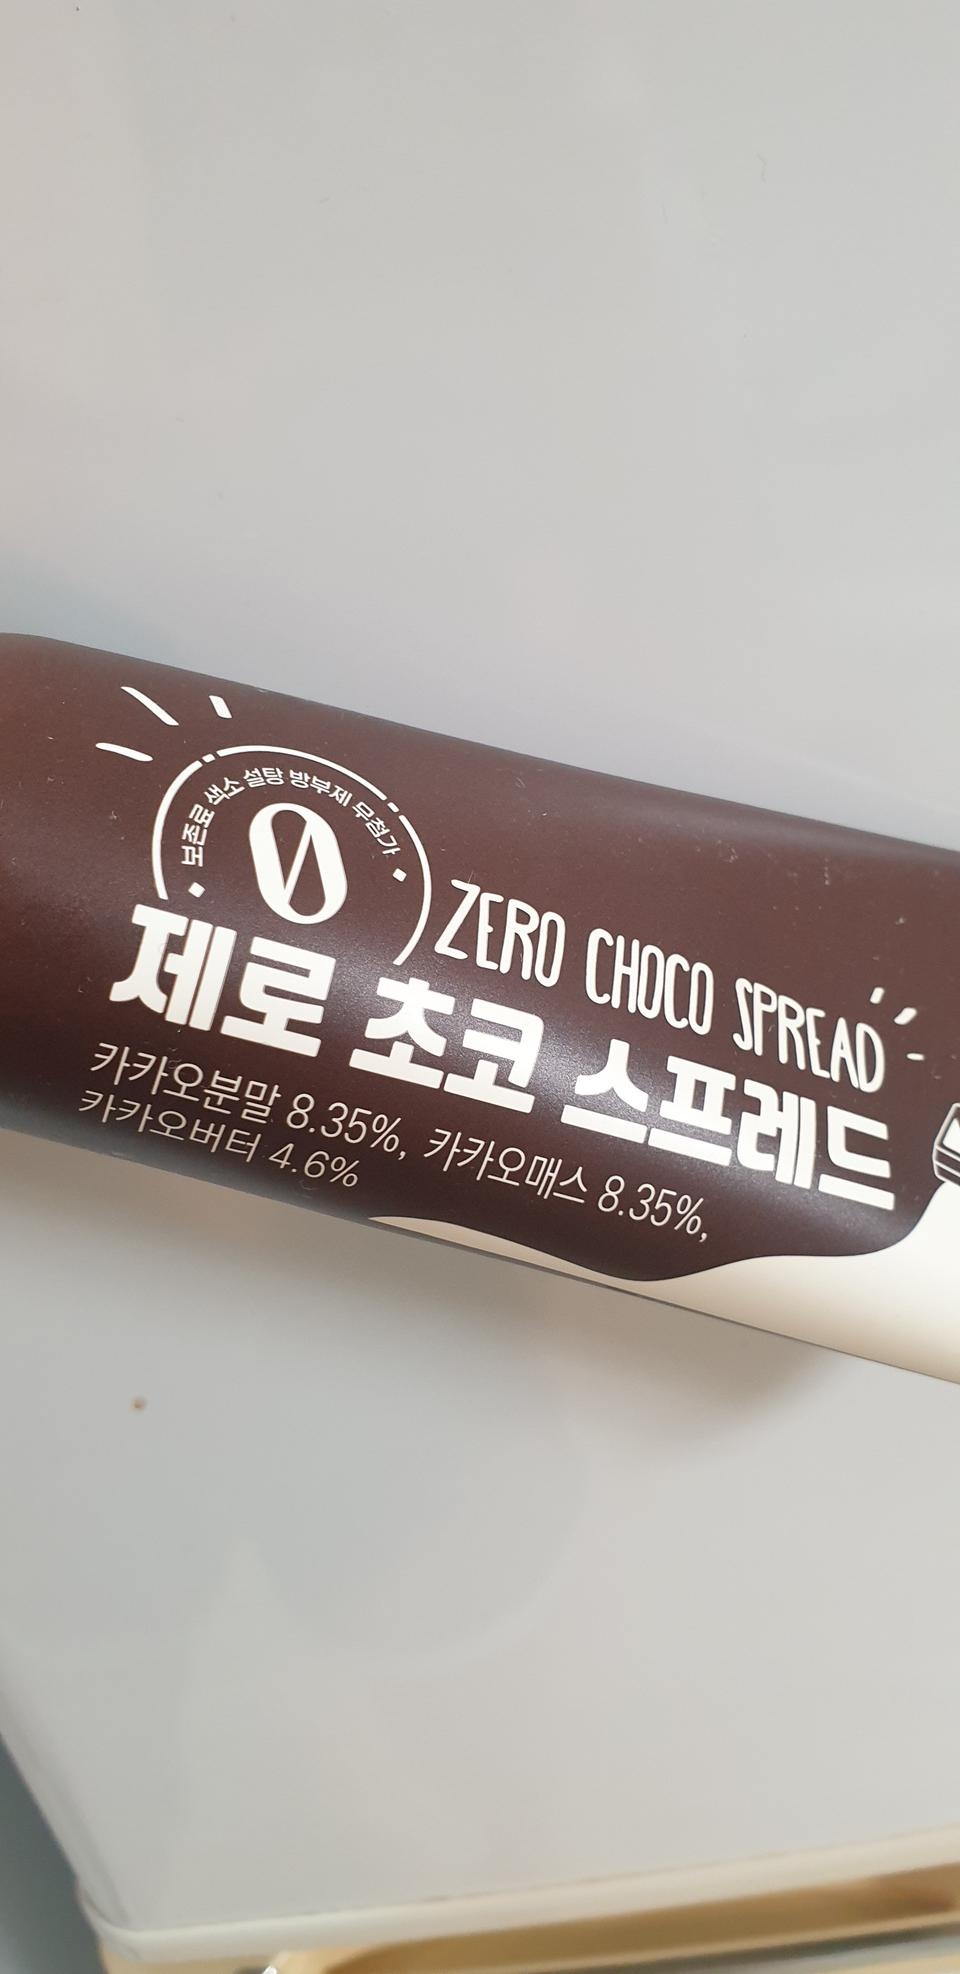 보존료 색소 설탕 방부제 무첨가
0
ZERO CHOCO SPREAD
제로 초코 스프레드
카카오분말 8.35%, 카카오매스 8.35%,
카카오버터 4.6%